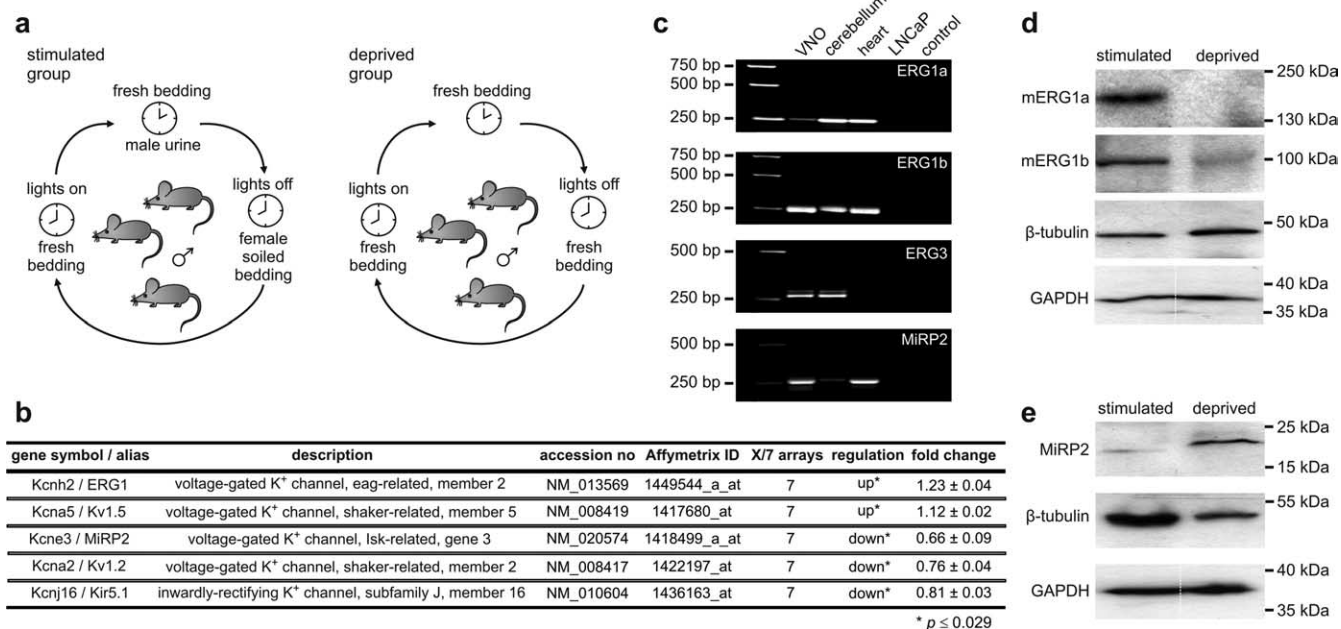 a
stimulated
group
fresh bedding
male urine
lights on
fresh
bedding
lights off
female
soiled
bedding
♂
deprived
group
fresh bedding
lights on
fresh
bedding
lights off
fresh
bedding
♂
b
gene symbol / alias description accession no Affymetrix ID X/7 arrays regulation fold change
Kcnh2 / ERG1 voltage-gated K⁺ channel, eag-related, member 2 NM_013569 1449544_a_at 7 up* 1.23 ± 0.04
Kcna5 / Kv1.5 voltage-gated K⁺ channel, shaker-related, member 5 NM_008419 1417680_at 7 up* 1.12 ± 0.02
Kcne3 / MiRP2 voltage-gated K⁺ channel, Isk-related, gene 3 NM_020574 1418499_a_at 7 down* 0.66 ± 0.09
Kcna2 / Kv1.2 voltage-gated K⁺ channel, shaker-related, member 2 NM_008417 1422197_at 7 down* 0.76 ± 0.04
Kcnj16 / Kir5.1 inwardly-rectifying K⁺ channel, subfamily J, member 16 NM_010604 1436163_at 7 down* 0.81 ± 0.03
* p ≤ 0.029
c
VNO
cerebellum
heart
LNCaP
control
750 bp
500 bp
250 bp
ERG1a
750 bp
500 bp
250 bp
ERG1b
500 bp
250 bp
ERG3
500 bp
250 bp
MiRP2
d
stimulated deprived
250 kDa
mERG1a
130 kDa
mERG1b 100 kDa
50 kDa
β-tubulin
40 kDa
GAPDH
35 kDa
e
stimulated deprived
25 kDa
MiRP2
15 kDa
55 kDa
β-tubulin
40 kDa
GAPDH
35 kDa